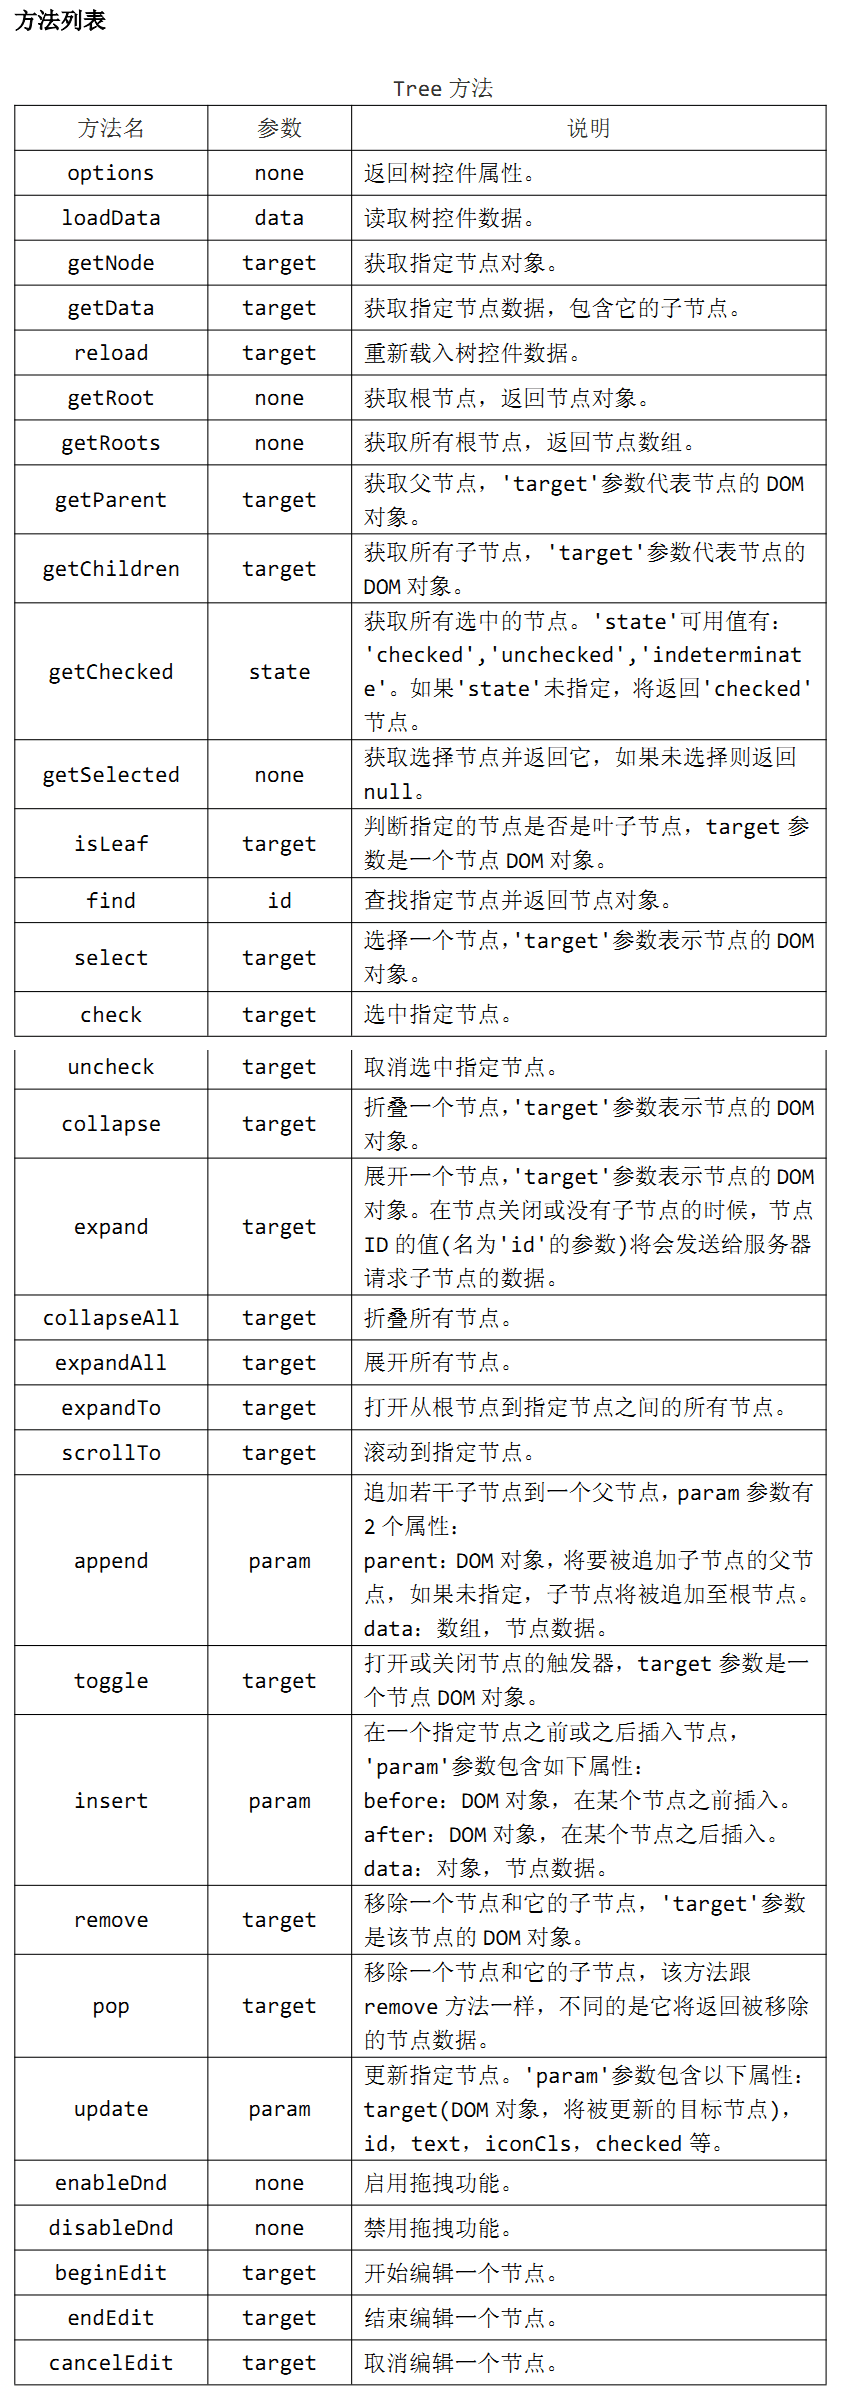 方法列表
Tree 方法
方法名 参数 说明
options none 返回树控件属性。
loadData data 读取树控件数据。
getNode target 获取指定节点对象。
getData target 获取指定节点数据，包含它的子节点。
reload target 重新载入树控件数据。
getRoot none 获取根节点，返回节点对象。
getRoots none 获取所有根节点，返回节点数组。
getParent target 获取父节点，'target'参数代表节点的 DOM
对象。
getChildren target 获取所有子节点，'target'参数代表节点的
DOM 对象。
getChecked state 获取所有选中的节点。'state'可用值有：
'checked','unchecked','indeterminat
e'。如果'state'未指定，将返回'checked'
节点。
getSelected none 获取选择节点并返回它，如果未选择则返回
null。
isLeaf target 判断指定的节点是否是叶子节点，target 参
数是一个节点 DOM 对象。
find id 查找指定节点并返回节点对象。
select target 选择一个节点，'target'参数表示节点的 DOM
对象。
check target 选中指定节点。
uncheck target 取消选中指定节点。
collapse target 折叠一个节点，'target'参数表示节点的 DOM
对象。
expand target 展开一个节点，'target'参数表示节点的 DOM
对象。在节点关闭或没有子节点的时候，节点
ID 的值(名为'id'的参数)将会发送给服务器
请求子节点的数据。
collapseAll target 折叠所有节点。
expandAll target 展开所有节点。
expandTo target 打开从根节点到指定节点之间的所有节点。
scrollTo target 滚动到指定节点。
append param 追加若干子节点到一个父节点，param 参数有
2 个属性：
parent：DOM 对象，将要被追加子节点的父节
点，如果未指定，子节点将被追加至根节点。
data：数组，节点数据。
toggle target 打开或关闭节点的触发器，target 参数是一
个节点 DOM 对象。
insert param 在一个指定节点之前或之后插入节点，
'param'参数包含如下属性：
before：DOM 对象，在某个节点之前插入。
after：DOM 对象，在某个节点之后插入。
data：对象，节点数据。
remove target 移除一个节点和它的子节点，'target'参数
是该节点的 DOM 对象。
pop target 移除一个节点和它的子节点，该方法跟
remove 方法一样，不同的是它将返回被移除
的节点数据。
update param 更新指定节点。'param'参数包含以下属性：
target(DOM 对象，将被更新的目标节点)，
id，text，iconCls，checked 等。
enableDnd none 启用拖拽功能。
disableDnd none 禁用拖拽功能。
beginEdit target 开始编辑一个节点。
endEdit target 结束编辑一个节点。
cancelEdit target 取消编辑一个节点。